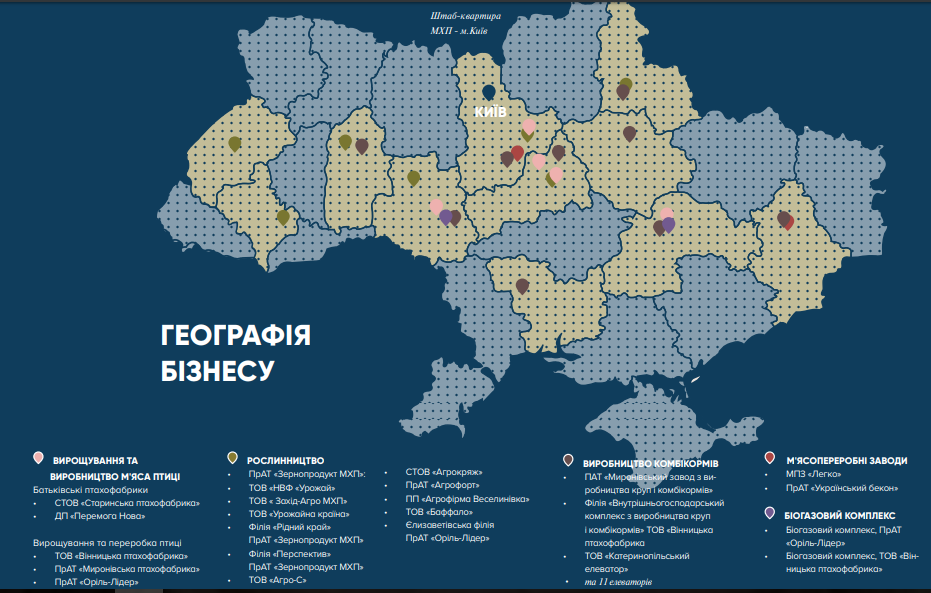 Штаб-квартира
МХП - м.Київ
КИЇВ
ГЕОГРАФІЯ
БІЗНЕСУ
ВИРОЩУВАННЯ ТА
ВИРОБНИЦТВО М'ЯСА ПТИЦІ
Батьківські птахофабрики
• СТОВ «Старинська птахофабрика»
• ДП «Перемога Нова»
Вирощування та переробка птиці
• ТОВ «Вінницька птахофабрика»
• ПрАТ «Миронівська птахофабрика»
• ПрАТ «Оріль-Лідер»
РОСЛИННИЦТВО
• ПрАТ «Зернопродукт МХП»:
• ТОВ «НВФ «Урожай»
• ТОВ « Захід-Агро МХП»
• ТОВ «Урожайна країна»
• Філія «Рідний край»
ПрАТ «Зернопродукт МХП»
• Філія «Перспектив»
ПрАТ «Зернопродукт МХП»
• ТОВ «Агро-С»
• СТОВ «Агрокряж»
• ПрАТ «Агрофорт»
• ПП «Агрофірма Веселинівка»
• ТОВ «Баффало»
• Єлизаветівська філія
ПрАТ «Оріль-Лідер»
ВИРОБНИЦТВО КОМБІКОРМІВ
• ПАТ «Миронівський завод з ви-
робництва круп і комбікормів»
• Філія «Внутрішньогосподарський
комплекс з виробництва круп
і комбікормів» ТОВ «Вінницька
птахофабрика
• ТОВ «Катеринопільський
елеватор»
• та 11 елеваторів
М'ЯСОПЕРЕРОБНІ ЗАВОДИ
• МПЗ «Легко»
• ПрАТ «Український бекон»
БІОГАЗОВИЙ КОМПЛЕКС
• Біогазовий комплекс, ПрАТ
«Оріль-Лідер»
• Біогазовий комплекс, ТОВ «Він-
ницька птахофабрика»